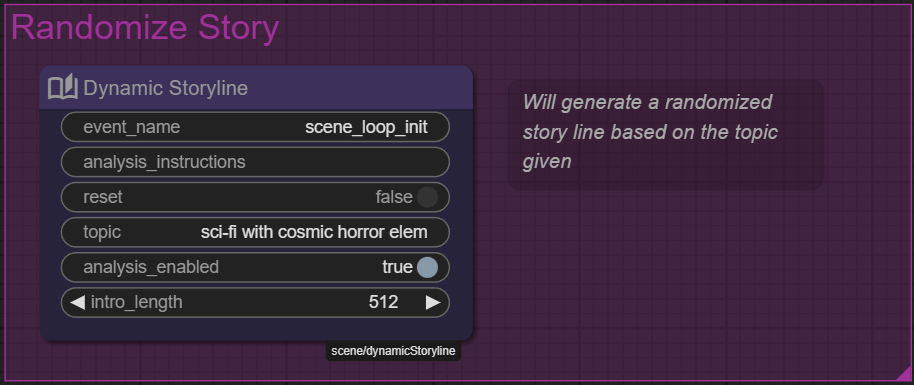 Randomize Story
Dynamic Storyline
event_name scene_loop_init
analysis_instructions
reset false
topic sci-fi with cosmic horror elem
analysis_enabled true
intro_length 512
scene/dynamicStoryline
Will generate a randomized
story line based on the topic
given